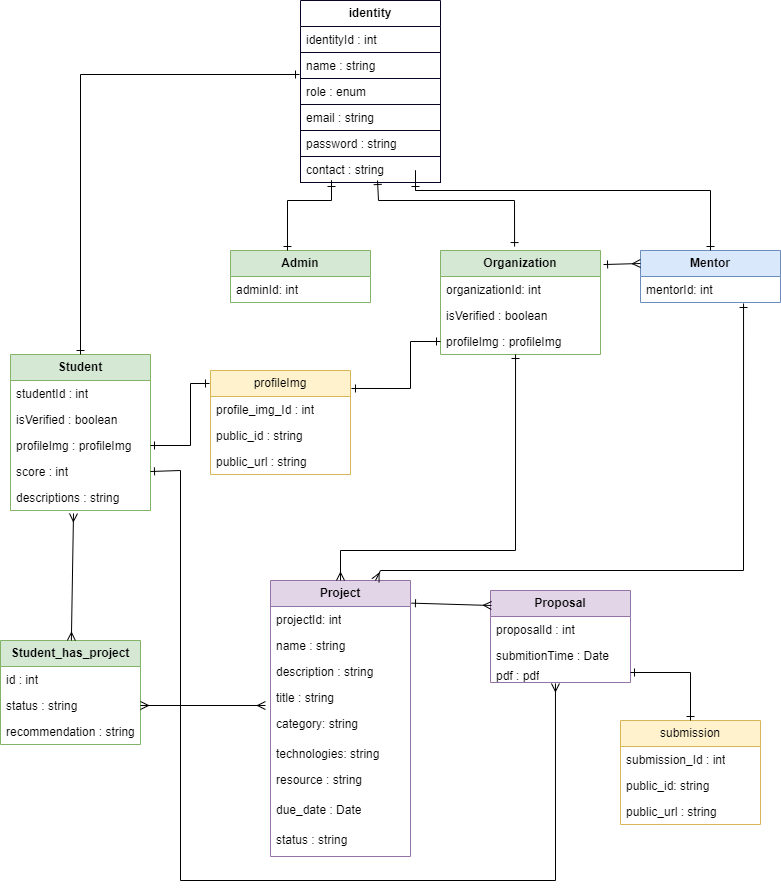 identity
identityId : int
name : string
role : enum
email : string
password : string
contact : string
Admin
adminId: int
Organization
organizationId: int
isVerified : boolean
profileImg : profileImg
Mentor
mentorId: int
Student
studentId : int
isVerified : boolean
profileImg : profileImg
score : int
descriptions : string
profileImg
profile_img_Id : int
public_id : string
public_url : string
Student_has_project
id : int
status : string
recommendation : string
Project
projectId: int
name : string
description : string
title : string
category: string
technologies: string
resource : string
due_date : Date
status : string
Proposal
proposalId : int
submitionTime : Date
pdf : pdf
submission
submission_Id : int
public_id: string
public_url : string